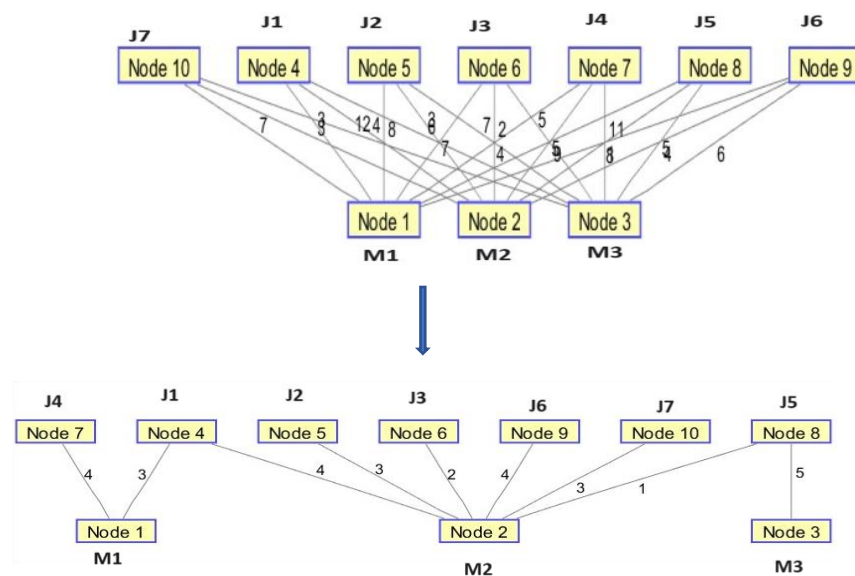 J7 J1 J2 J3 J4 J5 J6
Node 10 Node 4 Node 5 Node 6 Node 7 Node 8 Node 9
7 3 12 4 8 7 2 5 11
7 4 6
Node 1 Node 2 Node 3
M1 M2 M3
J4 J1 J2 J3 J6 J7 J5
Node 7 Node 4 Node 5 Node 6 Node 9 Node 10 Node 8
4 3 4 3 2 4 3 1 5
Node 1 Node 2 Node 3
M1 M2 M3